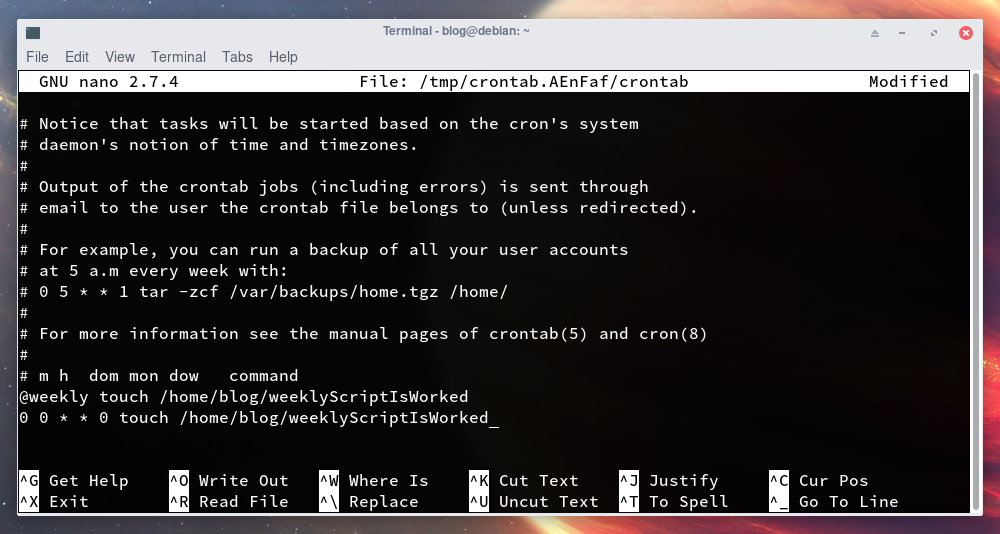 Terminal - blog@debian: ~
File Edit View Terminal Tabs Help
GNU nano 2.7.4 File: /tmp/crontab.AEnFaf/crontab Modified
# Notice that tasks will be started based on the cron's system
# daemon's notion of time and timezones.
#
# Output of the crontab jobs (including errors) is sent through
# email to the user the crontab file belongs to (unless redirected).
#
# For example, you can run a backup of all your user accounts
# at 5 a.m every week with:
# 0 5 * * 1 tar -zcf /var/backups/home.tgz /home/
#
# For more information see the manual pages of crontab(5) and cron(8)
#
# m h  dom mon dow   command
@weekly touch /home/blog/weeklyScriptIsWorked
0 0 * * 0 touch /home/blog/weeklyScriptIsWorked_
^G Get Help ^O Write Out ^W Where Is ^K Cut Text ^J Justify ^C Cur Pos
^X Exit ^R Read File ^\ Replace ^U Uncut Text ^T To Spell ^_ Go To Line